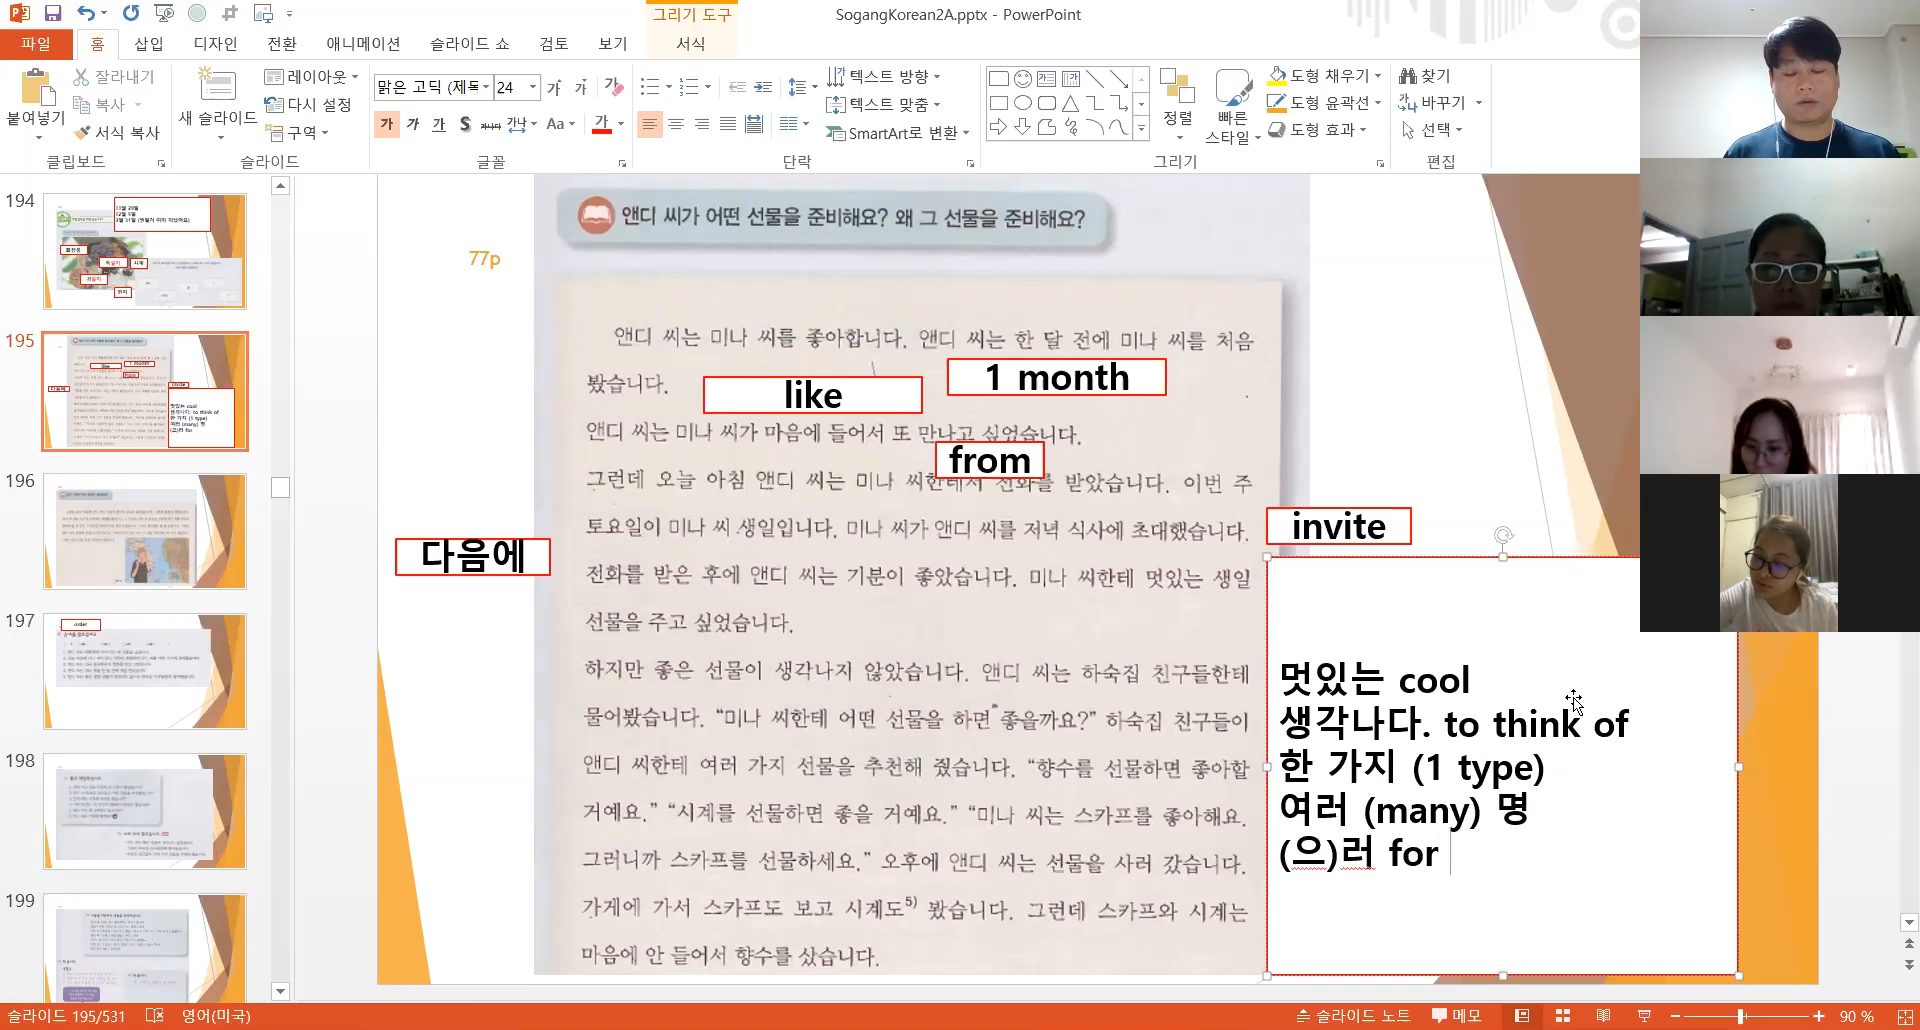 SogangKorean2A.pptx - PowerPoint
그리기 도구
파일 홈 삽입 디자인 전환 애니메이션 슬라이드 쇼 검토 보기 서식
붙여넣기
잘라내기
복사
서식 복사
클립보드
새 슬라이드
레이아웃
다시 설정
구역
슬라이드
맑은 고딕 (제목 24
글꼴
텍스트 방향
텍스트 맞춤
SmartArt로 변환
단락
정렬
빠른 스타일
도형 채우기
도형 윤곽선
도형 효과
그리기
찾기
바꾸기
선택
편집
194
195
196
197
198
199
앤디 씨가 어떤 선물을 준비해요? 왜 그 선물을 준비해요?
77p
앤디 씨는 미나 씨를 좋아합니다. 앤디 씨는 한 달 전에 미나 씨를 처음
봤습니다.
like
1 month
앤디 씨는 미나 씨가 마음에 들어서 또 만나고 싶었습니다.
from
그런데 오늘 아침 앤디 씨는 미나 씨한테서 전화를 받았습니다. 이번 주
토요일이 미나 씨 생일입니다. 미나 씨가 앤디 씨를 저녁 식사에 초대했습니다.
invite
다음에
전화를 받은 후에 앤디 씨는 기분이 좋았습니다. 미나 씨한테 멋있는 생일
선물을 주고 싶었습니다.
하지만 좋은 선물이 생각나지 않았습니다. 앤디 씨는 하숙집 친구들한테
물어봤습니다. “미나 씨한테 어떤 선물을 하면 좋을까요?” 하숙집 친구들이
앤디 씨한테 여러 가지 선물을 추천해 줬습니다. “향수를 선물하면 좋아할
거예요.” “시계를 선물하면 좋을 거예요.” “미나 씨는 스카프를 좋아해요.
그러니까 스카프를 선물하세요.” 오후에 앤디 씨는 선물을 사러 갔습니다.
가게에 가서 스카프도 보고 시계도5) 봤습니다. 그런데 스카프와 시계는
마음에 안 들어서 향수를 샀습니다.
멋있는 cool
생각나다. to think of
한 가지 (1 type)
여러 (many) 명
(으)러 for
슬라이드 195/531 영어(미국) 슬라이드 노트 메모 90 %